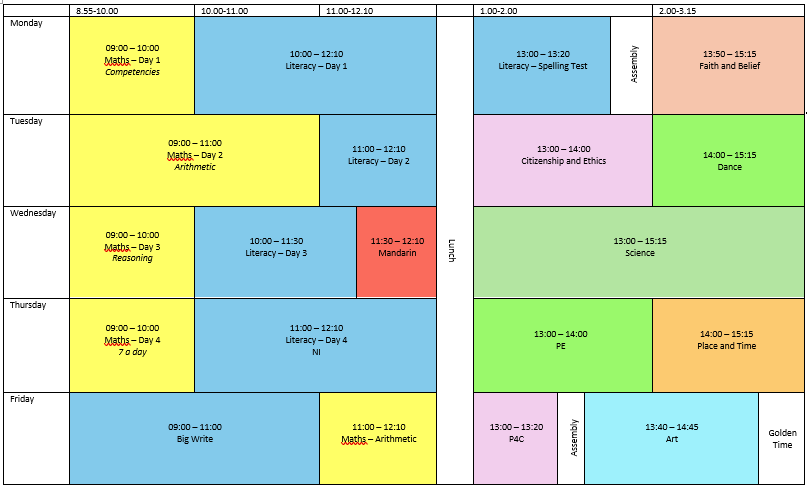 8.55-10.00 10.00-11.00 11.00-12.10 1.00-2.00 2.00-3.15
Monday
09:00 – 10:00
Maths – Day 1
Competencies
10:00 – 12:10
Literacy – Day 1
Lunch
13:00 – 13:20
Literacy – Spelling Test
Assembly
13:50 – 15:15
Faith and Belief
Tuesday
09:00 – 11:00
Maths – Day 2
Arithmetic
11:00 – 12:10
Literacy – Day 2
13:00 – 14:00
Citizenship and Ethics
14:00 – 15:15
Dance
Wednesday
09:00 – 10:00
Maths – Day 3
Reasoning
10:00 – 11:30
Literacy – Day 3
11:30 – 12:10
Mandarin
13:00 – 15:15
Science
Thursday
09:00 – 10:00
Maths – Day 4
7 a day
11:00 – 12:10
Literacy – Day 4
NI
13:00 – 14:00
PE
14:00 – 15:15
Place and Time
Friday
09:00 – 11:00
Big Write
11:00 – 12:10
Maths – Arithmetic
13:00 – 13:20
P4C
Assembly
13:40 – 14:45
Art
Golden
Time